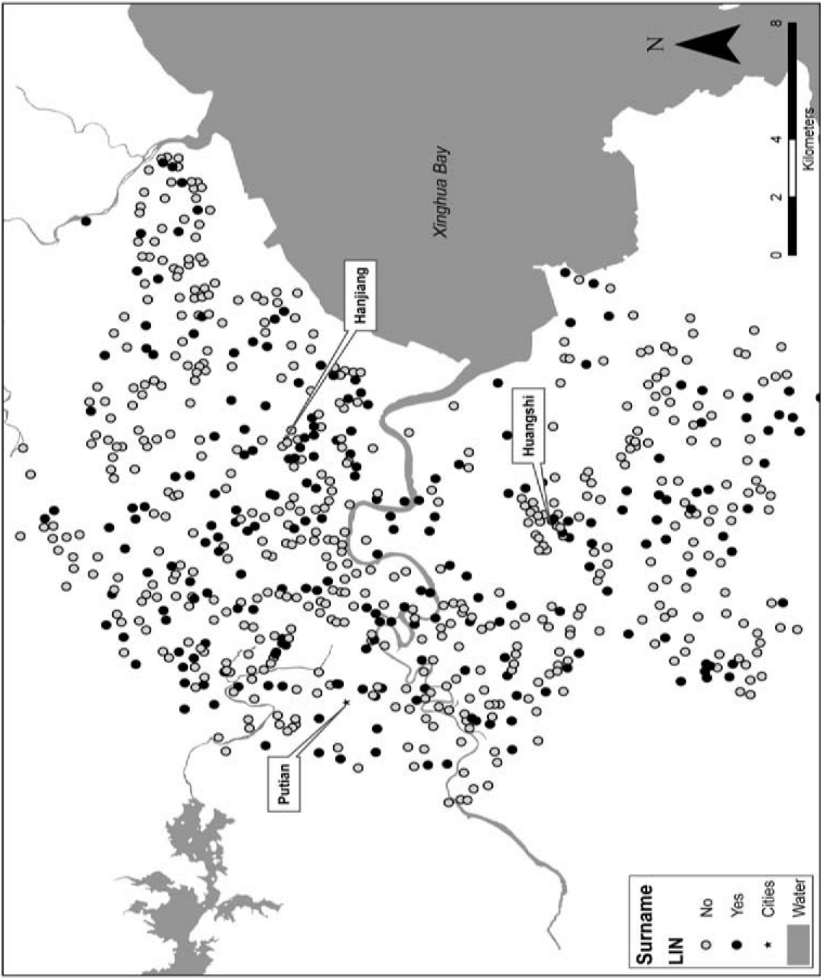 N
8
4
2
0
Kilometers
Xinghua Bay
Hanjiang
Huangshi
Putian
Surname
LIN
No
Yes
Cities
Water